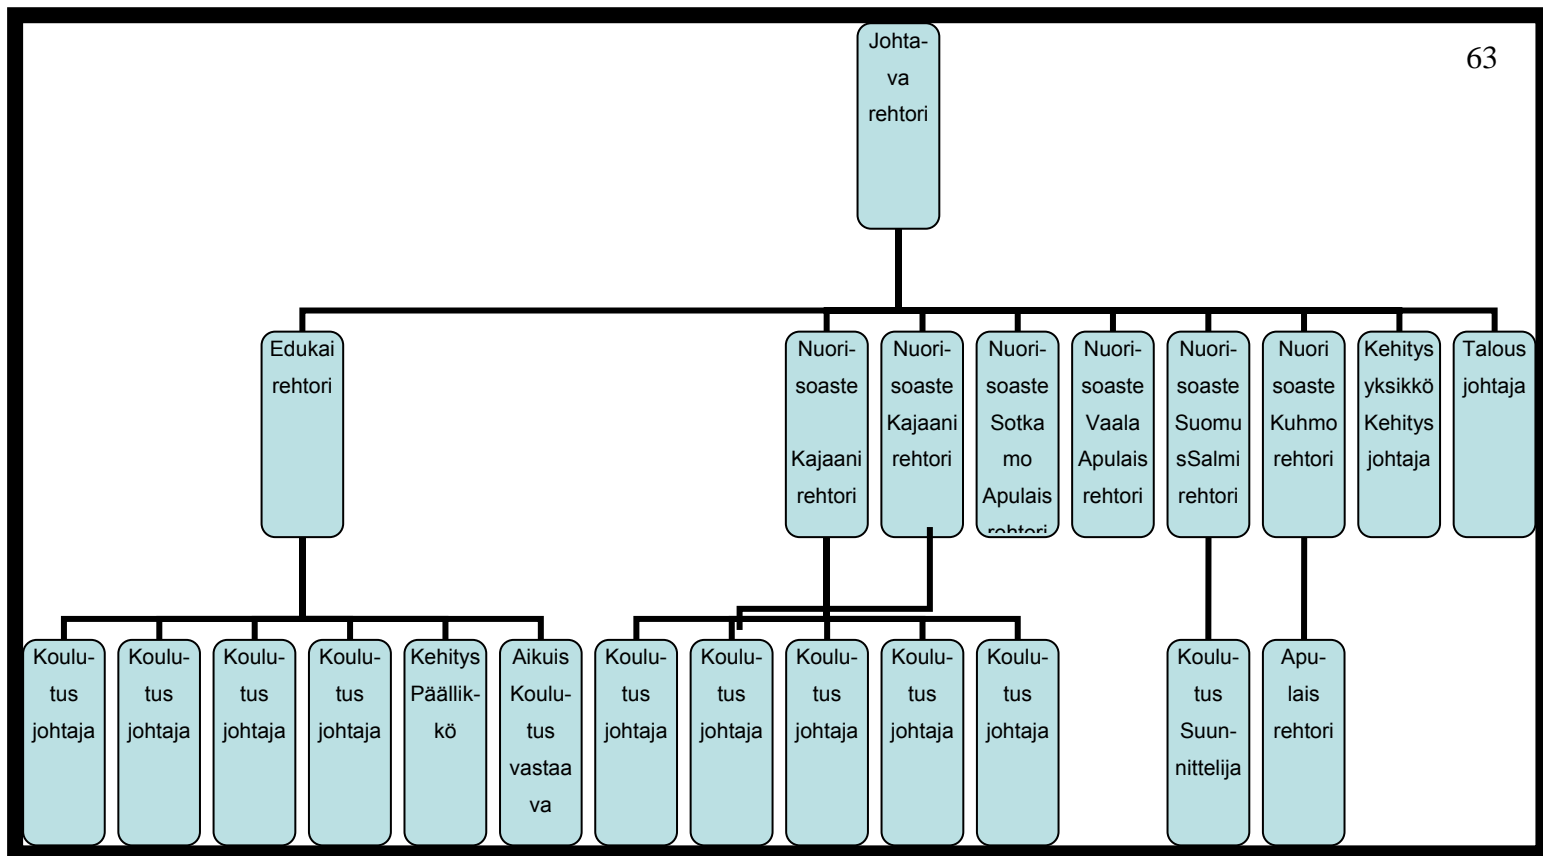 63
Johta-
va
rehtori
Edukai
rehtori
Nuori-
soaste
Kajaani
rehtori
Nuori-
soaste
Kajaani
rehtori
Nuori-
soaste
Sotka
mo
Apulais
rehtori
Nuori-
soaste
Vaala
Apulais
rehtori
Nuori-
soaste
Suomu
sSalmi
rehtori
Nuori
soaste
Kuhmo
rehtori
Kehitys
yksikkö
Kehitys
johtaja
Talous
johtaja
Koulu-
tus
johtaja
Koulu-
tus
johtaja
Koulu-
tus
johtaja
Koulu-
tus
johtaja
Kehitys
Päällik-
kö
Aikuis
Koulu-
tus
vastaa
va
Koulu-
tus
johtaja
Koulu-
tus
johtaja
Koulu-
tus
johtaja
Koulu-
tus
johtaja
Koulu-
tus
johtaja
Koulu-
tus
Suun-
nittelija
Apu-
lais
rehtori